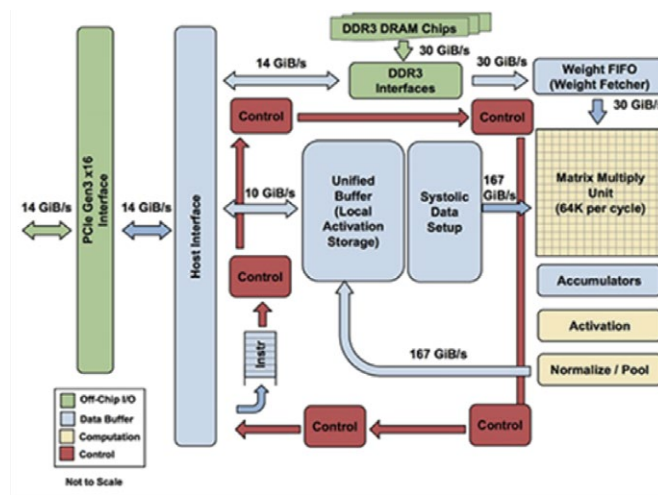 DDR3 DRAM Chips
30 GiB/s
14 GiB/s
DDR3
Interfaces
30 GiB/s
Weight FIFO
(Weight Fetcher)
30 GiB/s
Control
Control
14 GiB/s
PCIe Gen3 x16
Interface
14 GiB/s
Host Interface
10 GiB/s
Unified
Buffer
(Local
Activation
Storage)
Systolic
Data
Setup
167
GiB/s
Matrix Multiply
Unit
(64K per cycle)
Control
Accumulators
Activation
Instr
167 GiB/s
Normalize / Pool
Off-Chip I/O
Data Buffer
Computation
Control
Not to Scale
Control
Control
Control